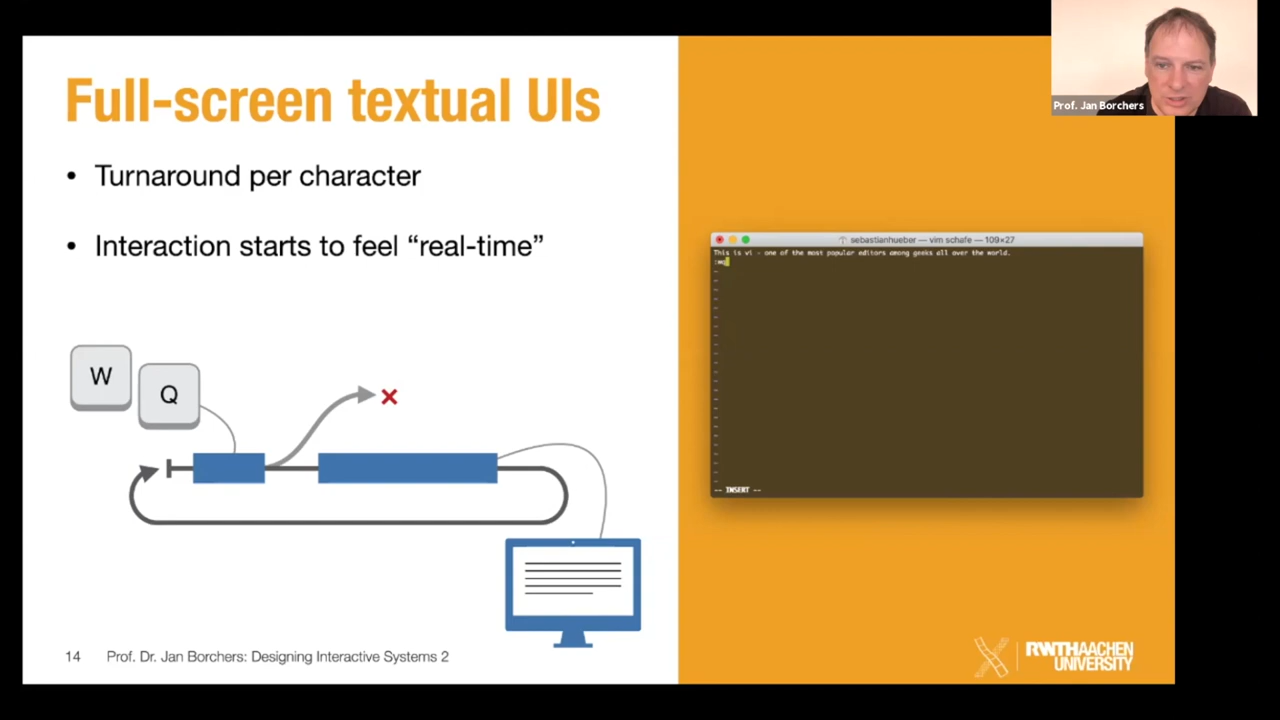 Prof. Jan Borchers
Full-screen textual UIs
• Turnaround per character
• Interaction starts to feel “real-time”
W
Q
sebastianhueber — vim schafe — 109×27
This is vi - one of the most popular editors among geeks all over the world.
:wq
-- INSERT --
14 Prof. Dr. Jan Borchers: Designing Interactive Systems 2
RWTHAACHEN
UNIVERSITY